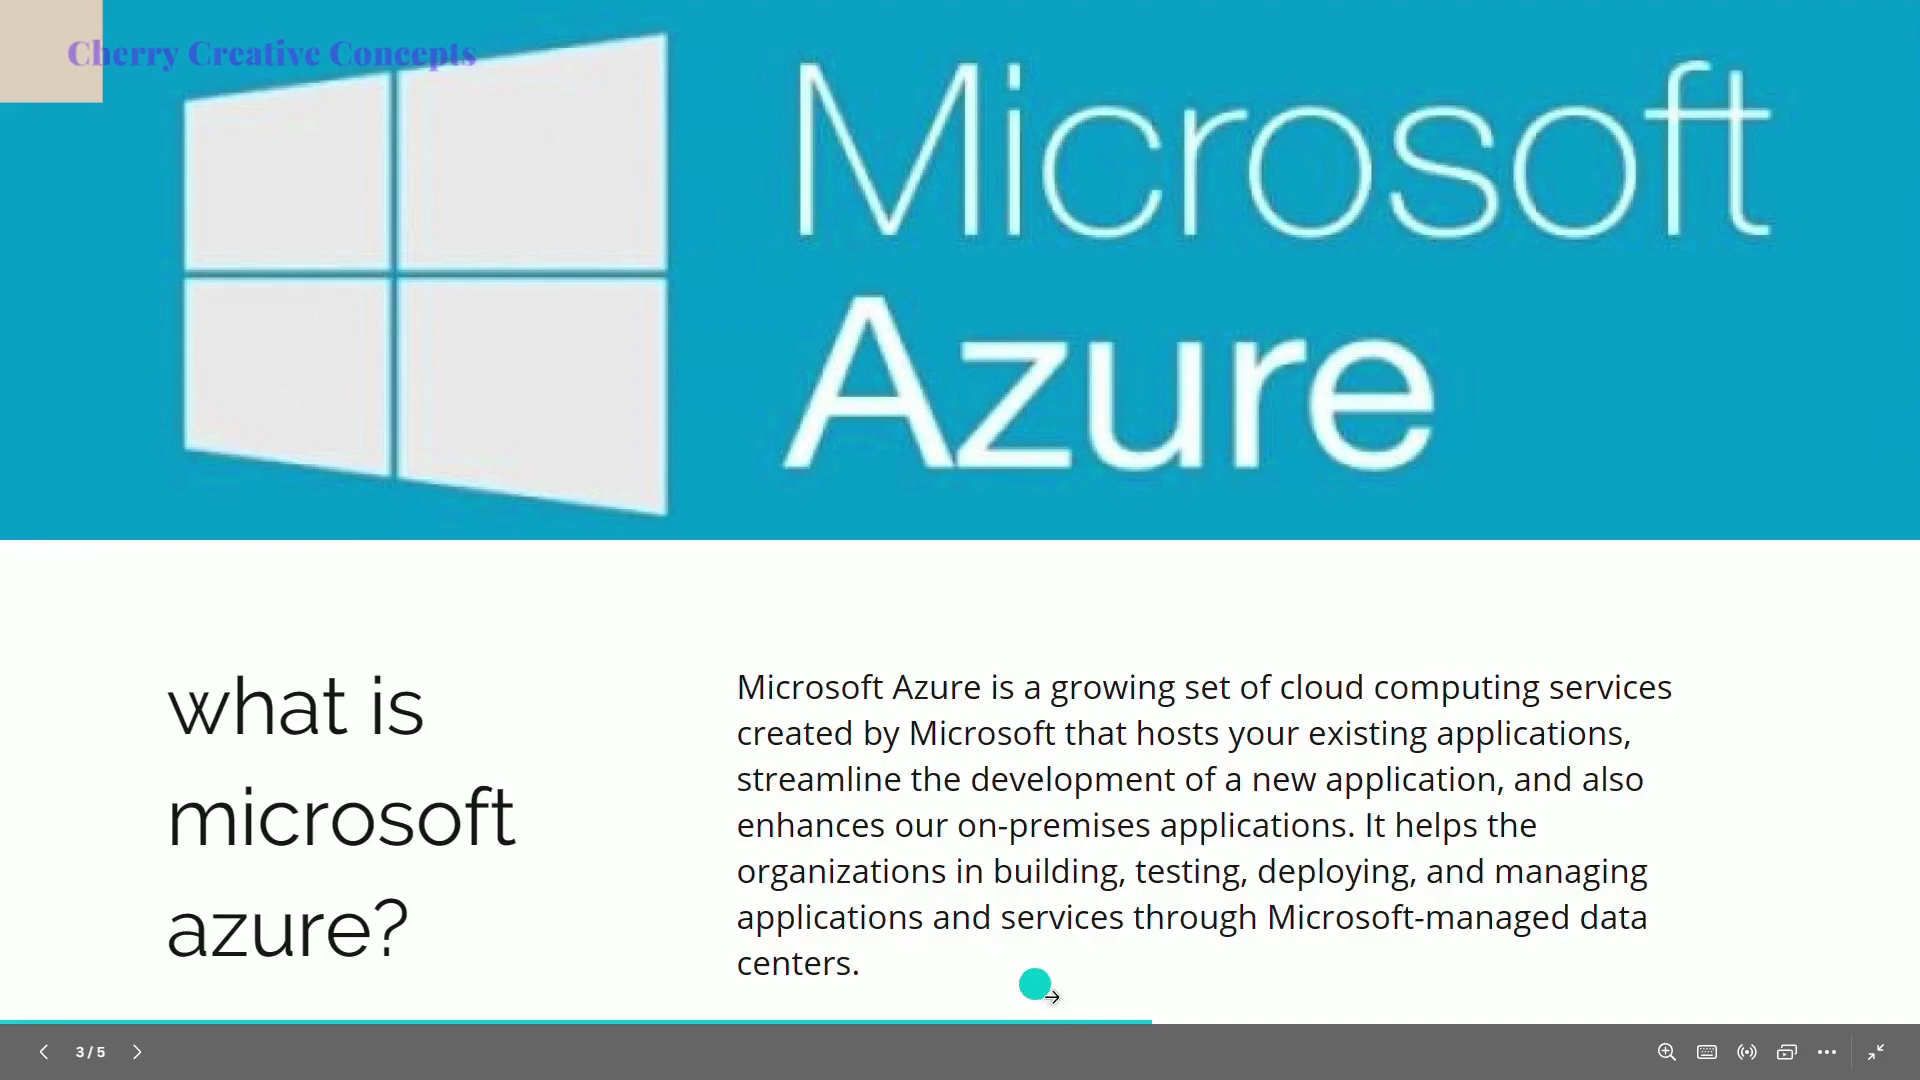 Cherry Creative Concepts
Microsoft
Azure
what is
microsoft
azure?
Microsoft Azure is a growing set of cloud computing services
created by Microsoft that hosts your existing applications,
streamline the development of a new application, and also
enhances our on-premises applications. It helps the
organizations in building, testing, deploying, and managing
applications and services through Microsoft-managed data
centers.
3 / 5